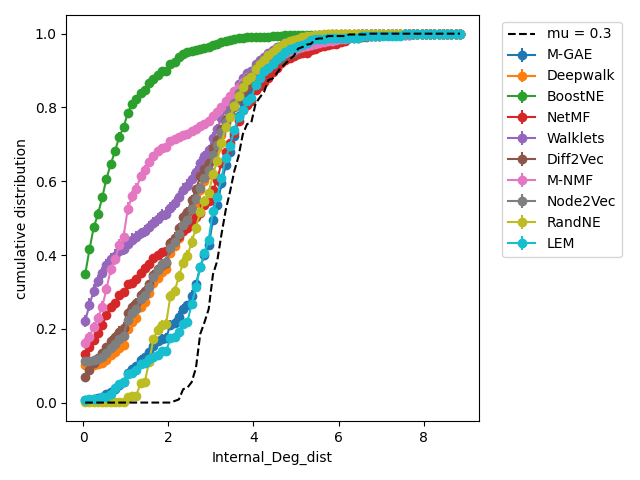 1.0
0.8
0.6
0.4
0.2
0.0
cumulative distribution
0
2
4
6
8
Internal_Deg_dist
mu = 0.3
M-GAE
Deepwalk
BoostNE
NetMF
Walklets
Diff2Vec
M-NMF
Node2Vec
RandNE
LEM